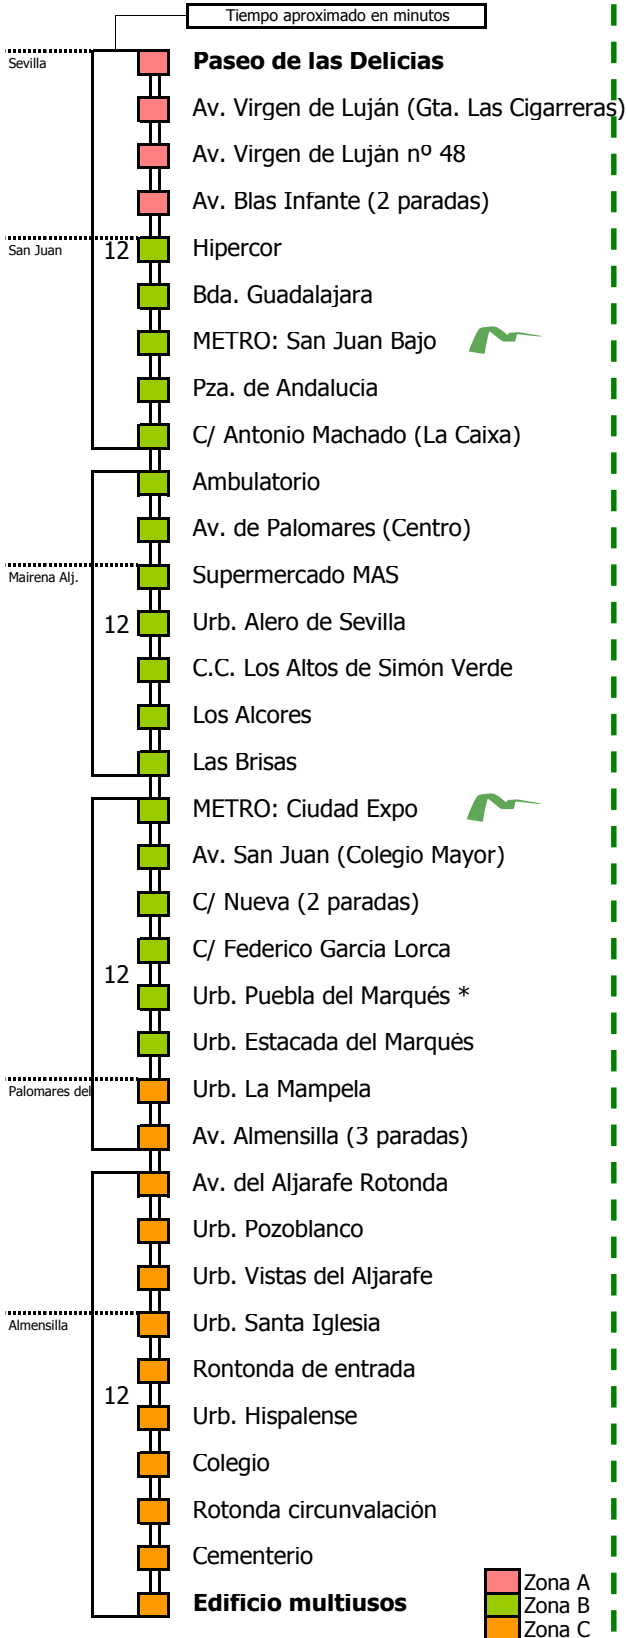 Tiempo aproximado en minutos
Sevilla
Paseo de las Delicias
Av. Virgen de Luján (Gta. Las Cigarreras)
Av. Virgen de Luján nº 48
Av. Blas Infante (2 paradas)
San Juan
12
Hipercor
Bda. Guadalajara
METRO: San Juan Bajo
Pza. de Andalucia
C/ Antonio Machado (La Caixa)
Ambulatorio
Av. de Palomares (Centro)
Mairena Alj.
Supermercado MAS
12
Urb. Alero de Sevilla
C.C. Los Altos de Simón Verde
Los Alcores
Las Brisas
METRO: Ciudad Expo
Av. San Juan (Colegio Mayor)
C/ Nueva (2 paradas)
C/ Federico Garcia Lorca
12
Urb. Puebla del Marqués *
Urb. Estacada del Marqués
Palomares del
Urb. La Mampela
Av. Almensilla (3 paradas)
Av. del Aljarafe Rotonda
Urb. Pozoblanco
Urb. Vistas del Aljarafe
Almensilla
Urb. Santa Iglesia
Rontonda de entrada
12
Urb. Hispalense
Colegio
Rotonda circunvalación
Cementerio
Edificio multiusos
Zona A
Zona B
Zona C